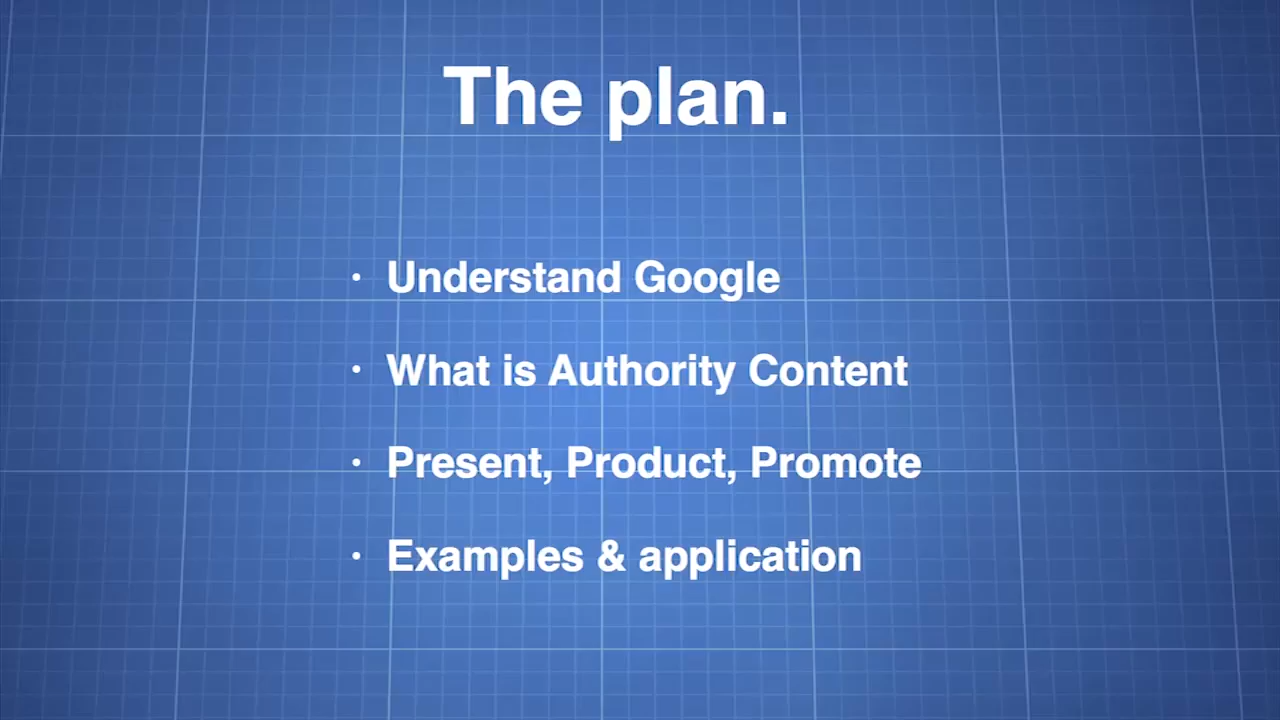 The plan.
· Understand Google
· What is Authority Content
· Present, Product, Promote
· Examples & application